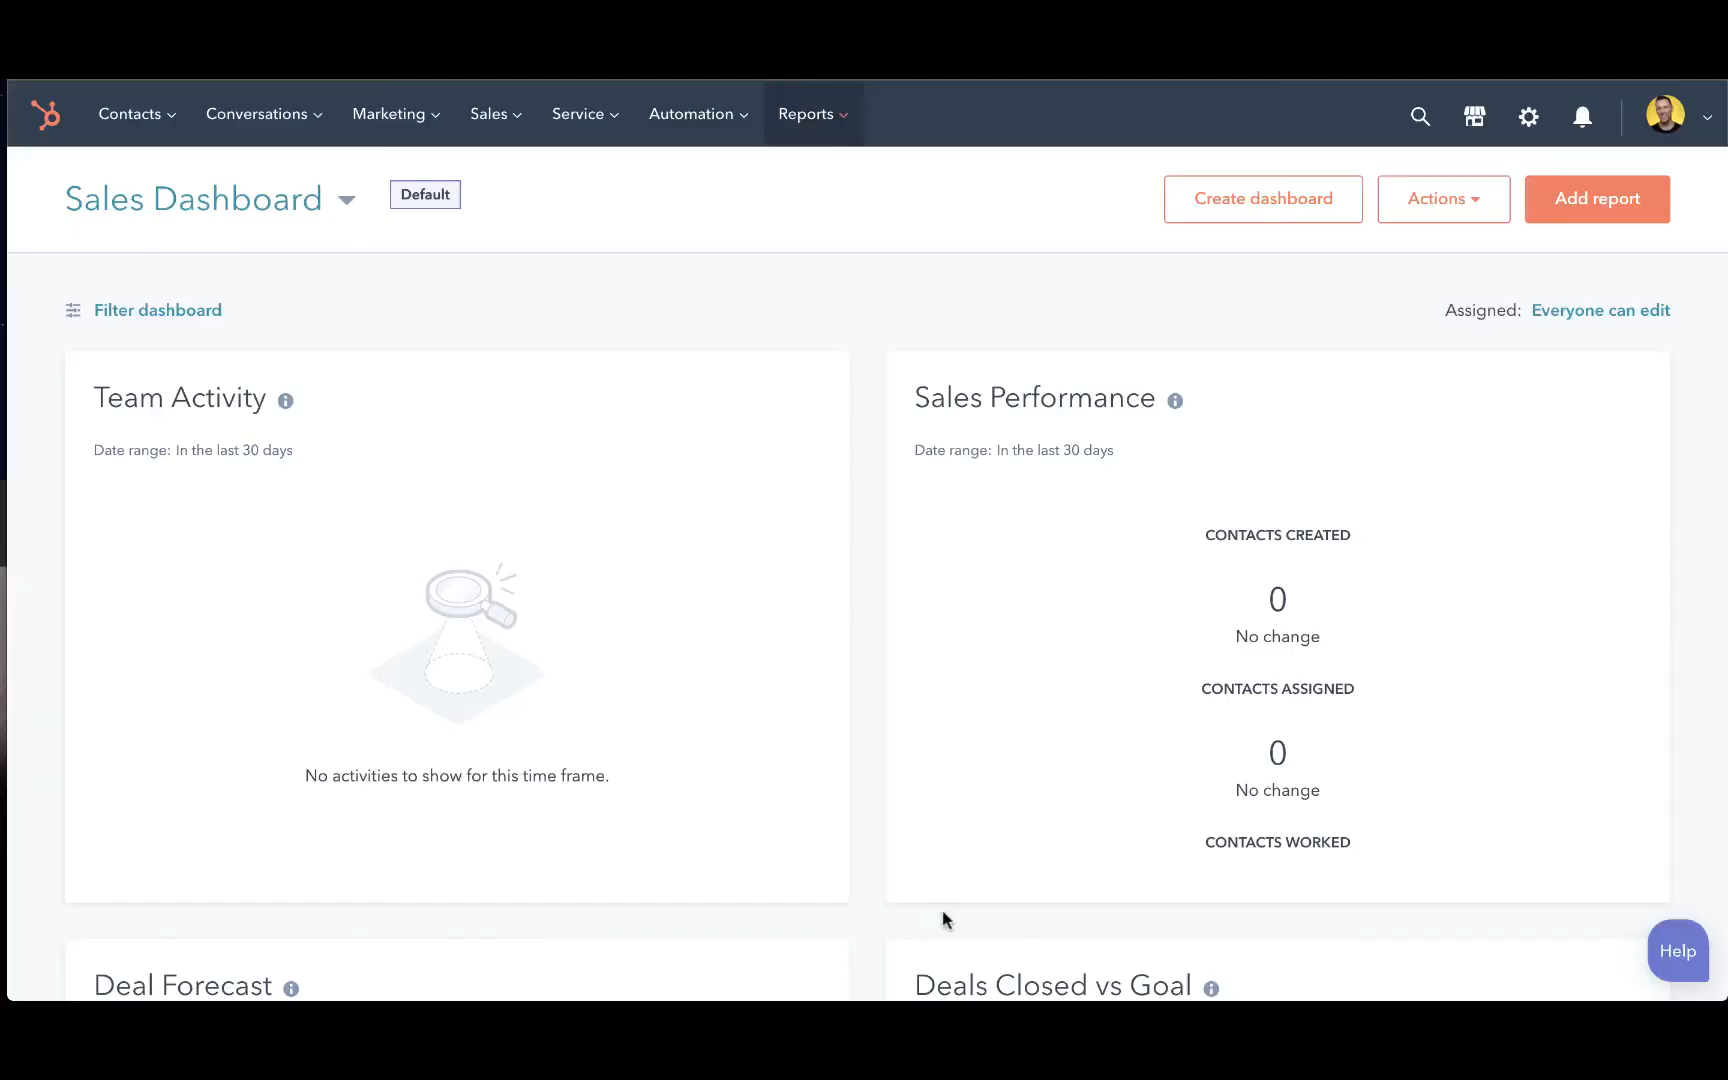 Contacts
Conversations
Marketing
Sales
Service
Automation
Reports
Sales Dashboard
Default
Create dashboard
Actions
Add report
Filter dashboard
Assigned: Everyone can edit
Team Activity
Date range: In the last 30 days
No activities to show for this time frame.
Sales Performance
Date range: In the last 30 days
CONTACTS CREATED
0
No change
CONTACTS ASSIGNED
0
No change
CONTACTS WORKED
Deal Forecast
Deals Closed vs Goal
Help